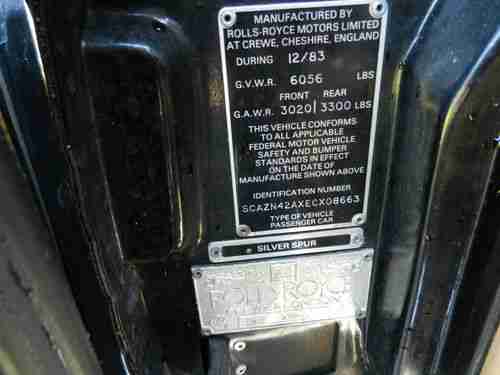 MANUFACTURED BY
ROLLS-ROYCE MOTORS LIMITED
AT CREWE, CHESHIRE, ENGLAND
DURING 12/83
G.V.W.R. 6056 LBS
FRONT REAR
G.A.W.R. 3020/3300 LBS
THIS VEHICLE CONFORMS
TO ALL APPLICABLE
FEDERAL MOTOR VEHICLE
SAFETY AND BUMPER
STANDARDS IN EFFECT
ON THE DATE OF
MANUFACTURE SHOWN ABOVE
IDENTIFICATION NUMBER
SCAZN42AXECX08663
TYPE OF VEHICLE
PASSENGER CAR
SILVER SPUR
ROLLS-ROYCE